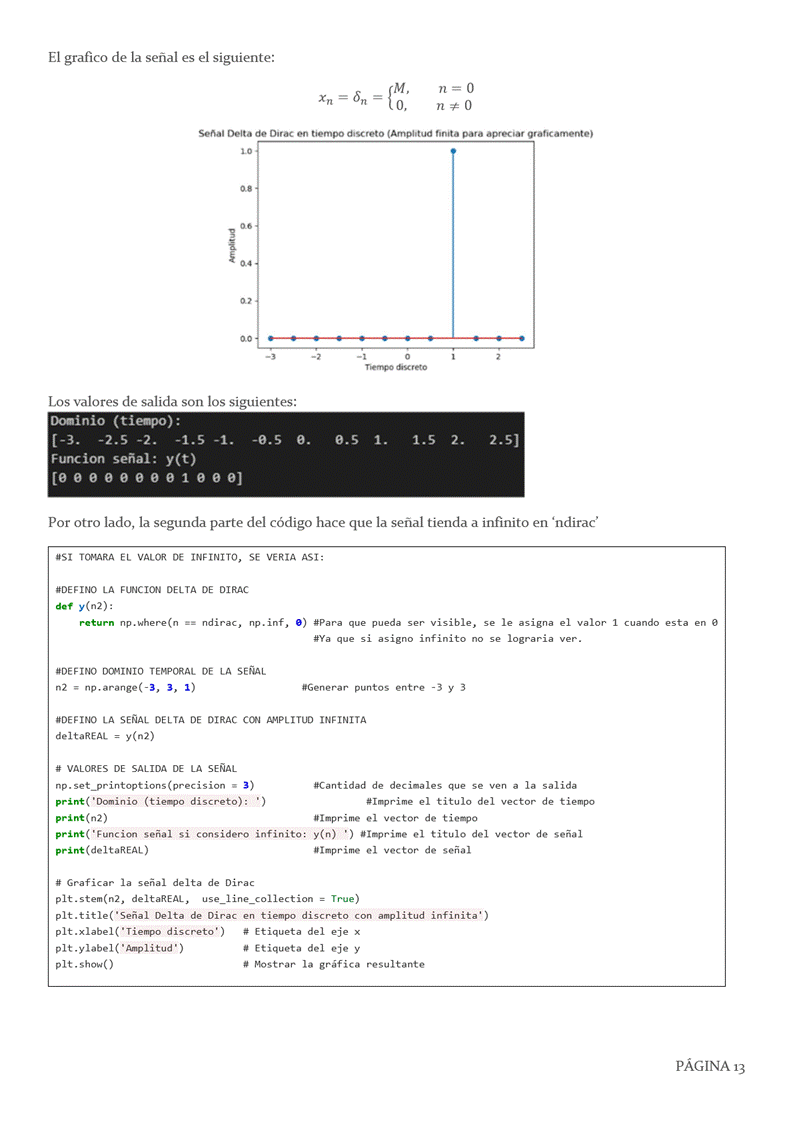 El grafico de la señal es el siguiente:
xₙ = δₙ = {M, n = 0
0, n ≠ 0
Señal Delta de Dirac en tiempo discreto (Amplitud finita para apreciar graficamente)
1.0
0.8
0.6
0.4
0.2
0.0
Amplitud
−3 −2 −1 0 1 2
Tiempo discreto
Los valores de salida son los siguientes:
Dominio (tiempo):
[-3. -2.5 -2. -1.5 -1. -0.5 0. 0.5 1. 1.5 2. 2.5]
Funcion señal: y(t)
[0 0 0 0 0 0 0 0 1 0 0 0]
Por otro lado, la segunda parte del código hace que la señal tienda a infinito en ‘ndirac’
#SI TOMARA EL VALOR DE INFINITO, SE VERIA ASI:
#DEFINO LA FUNCION DELTA DE DIRAC
def y(n2):
return np.where(n == ndirac, np.inf, 0) #Para que pueda ser visible, se le asigna el valor 1 cuando esta en 0
#Ya que si asigno infinito no se lograria ver.
#DEFINO DOMINIO TEMPORAL DE LA SEÑAL
n2 = np.arange(-3, 3, 1) #Generar puntos entre -3 y 3
#DEFINO LA SEÑAL DELTA DE DIRAC CON AMPLITUD INFINITA
deltaREAL = y(n2)
# VALORES DE SALIDA DE LA SEÑAL
np.set_printoptions(precision = 3) #Cantidad de decimales que se ven a la salida
print('Dominio (tiempo discreto): ') #Imprime el titulo del vector de tiempo
print(n2) #Imprime el vector de tiempo
print('Funcion señal si considero infinito: y(n) ') #Imprime el titulo del vector de señal
print(deltaREAL) #Imprime el vector de señal
# Graficar la señal delta de Dirac
plt.stem(n2, deltaREAL, use_line_collection = True)
plt.title('Señal Delta de Dirac en tiempo discreto con amplitud infinita')
plt.xlabel('Tiempo discreto') # Etiqueta del eje x
plt.ylabel('Amplitud') # Etiqueta del eje y
plt.show() # Mostrar la gráfica resultante
PÁGINA 13